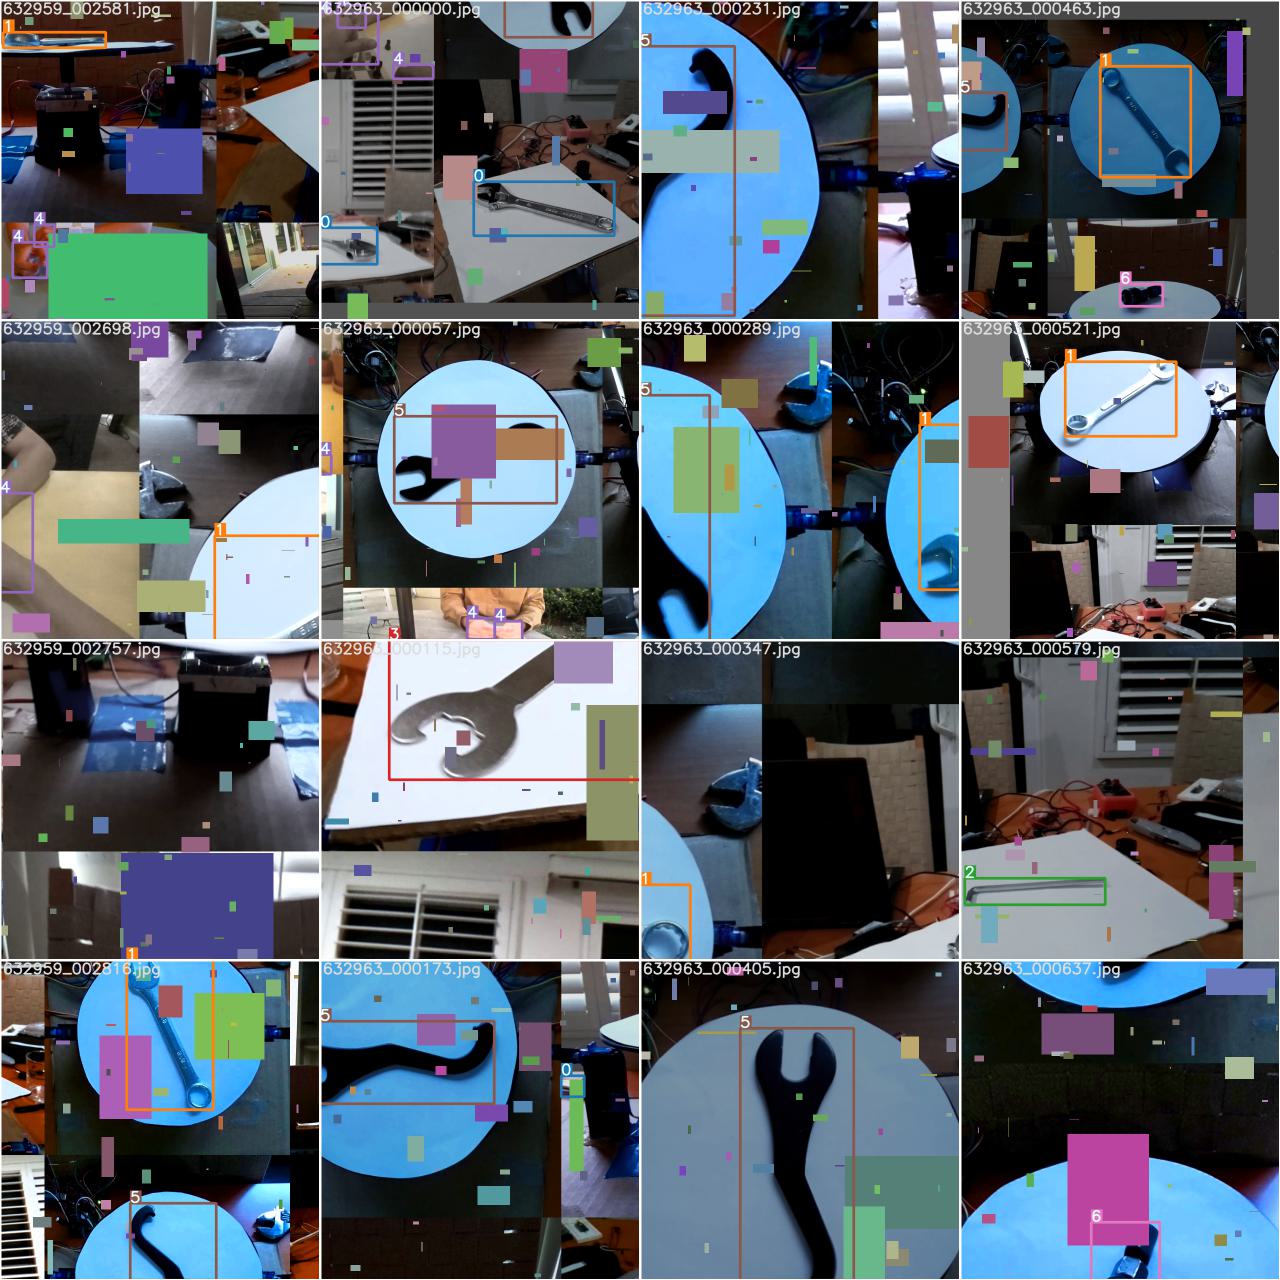 632959_002581.jpg
632963_000000.jpg
632963_000231.jpg
632963_000463.jpg
1
4
4
4
0
0
5
5
1
6
632959_002698.jpg
632963_000057.jpg
632963_000289.jpg
632963_000521.jpg
4
1
4
5
4
4
5
1
1
632959_002757.jpg
632963_000115.jpg
632963_000347.jpg
632963_000579.jpg
3
1
2
1
632959_002816.jpg
632963_000173.jpg
632963_000405.jpg
632963_000637.jpg
5
5
0
5
6